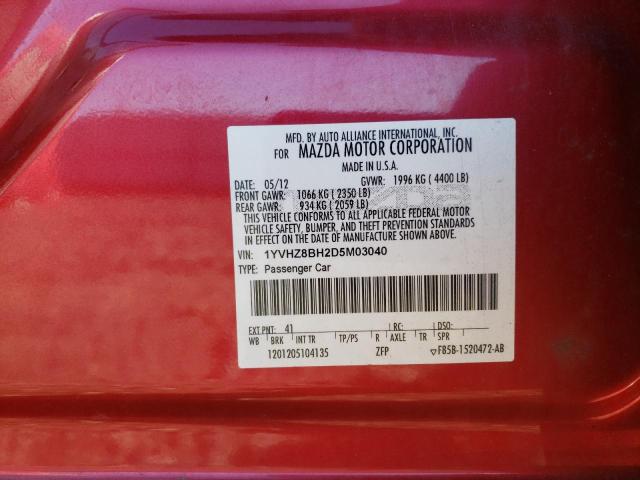 MFD. BY AUTO ALLIANCE INTERNATIONAL, INC.
FOR MAZDA MOTOR CORPORATION
MADE IN U.S.A.
DATE: 05/12 GVWR: 1996 KG ( 4400 LB)
FRONT GAWR: 1066 KG ( 2350 LB)
REAR GAWR: 934 KG ( 2059 LB)
THIS VEHICLE CONFORMS TO ALL APPLICABLE FEDERAL MOTOR
VEHICLE SAFETY, BUMPER, AND THEFT PREVENTION STANDARDS
IN EFFECT ON THE DATE OF MANUFACTURE SHOWN ABOVE.
VIN: 1YVHZ8BH2D5M03040
TYPE: Passenger Car
EXT PNT: 41 RC: DSO:
WB BRK INT TR TP/PS R AXLE TR SPR
1201205104135 ZFP ▽F85B-1520472-AB